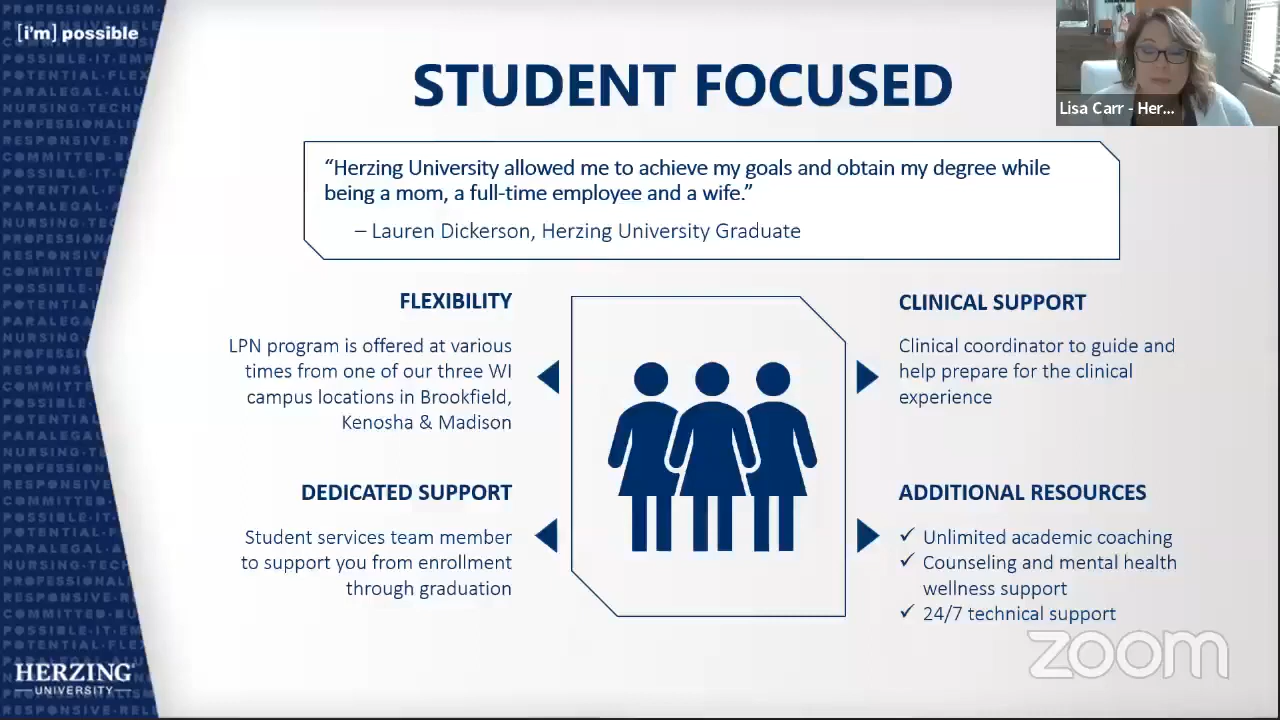 [i'm] possible
STUDENT FOCUSED
Lisa Carr - Her...
“Herzing University allowed me to achieve my goals and obtain my degree while
being a mom, a full-time employee and a wife.”
– Lauren Dickerson, Herzing University Graduate
FLEXIBILITY
LPN program is offered at various
times from one of our three WI
campus locations in Brookfield,
Kenosha & Madison
CLINICAL SUPPORT
Clinical coordinator to guide and
help prepare for the clinical
experience
DEDICATED SUPPORT
Student services team member
to support you from enrollment
through graduation
ADDITIONAL RESOURCES
✓ Unlimited academic coaching
✓ Counseling and mental health
wellness support
✓ 24/7 technical support
zoom
HERZING
UNIVERSITY